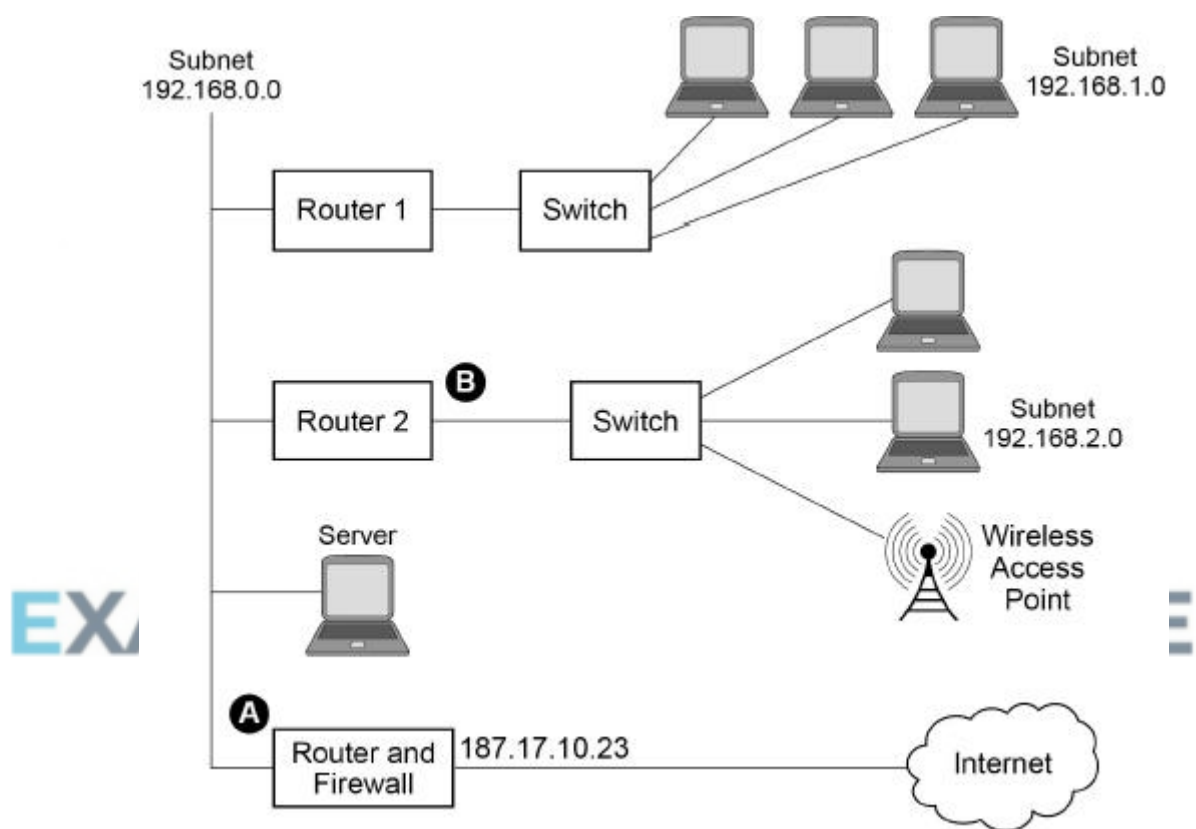 Subnet
192.168.0.0
Subnet
192.168.1.0
Router 1
Switch
B
Router 2
Switch
Subnet
192.168.2.0
Server
Wireless
Access
Point
A
Router and
Firewall
187.17.10.23
Internet